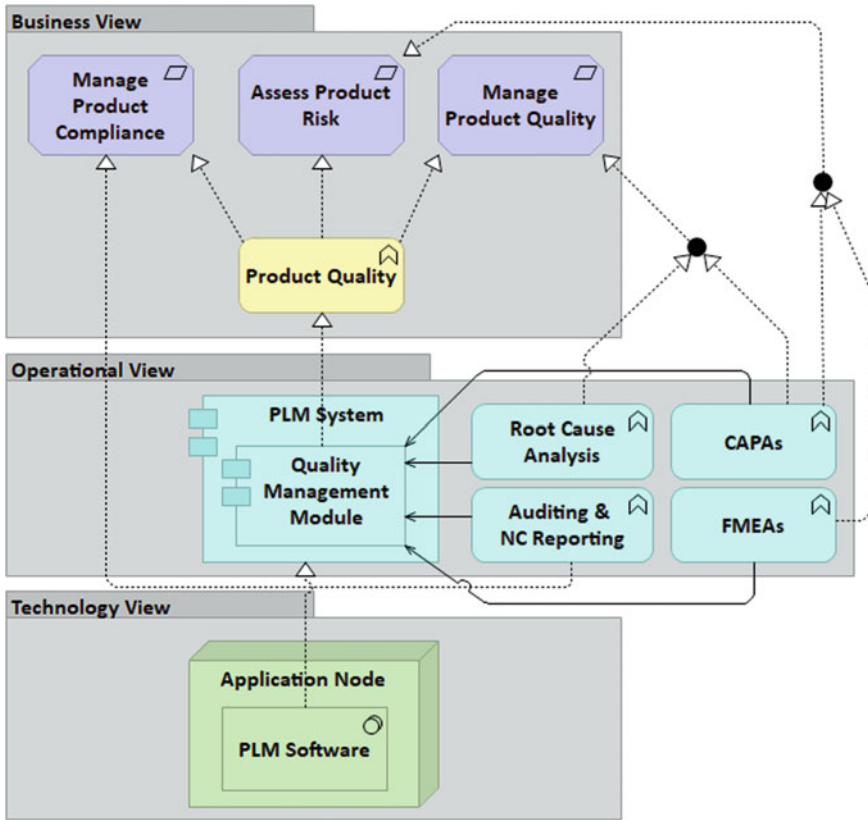 Business View
Manage
Product
Compliance
Assess Product
Risk
Manage
Product Quality
Product Quality
Operational View
PLM System
Quality
Management
Module
Root Cause
Analysis
CAPAs
Auditing &
NC Reporting
FMEAs
Technology View
Application Node
PLM Software